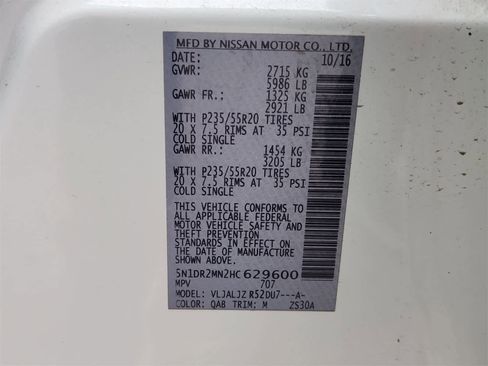 MFD BY NISSAN MOTOR CO., LTD.
DATE: 10/16
GVWR: 2715 KG
5986 LB
GAWR FR.: 1325 KG
2921 LB
WITH P235/55R20 TIRES
20 X 7.5 RIMS AT 35 PSI
COLD SINGLE
GAWR RR.: 1454 KG
3205 LB
WITH P235/55R20 TIRES
20 X 7.5 RIMS AT 35 PSI
COLD SINGLE
THIS VEHICLE CONFORMS TO
ALL APPLICABLE FEDERAL
MOTOR VEHICLE SAFETY AND
THEFT PREVENTION
STANDARDS IN EFFECT ON
THE DATE OF MANUFACTURE
SHOWN ABOVE.
5N1DR2MN2HC629600
MPV 707
MODEL: VLJALJZ R52DU7---A-
COLOR: QAB TRIM: M ZS30A